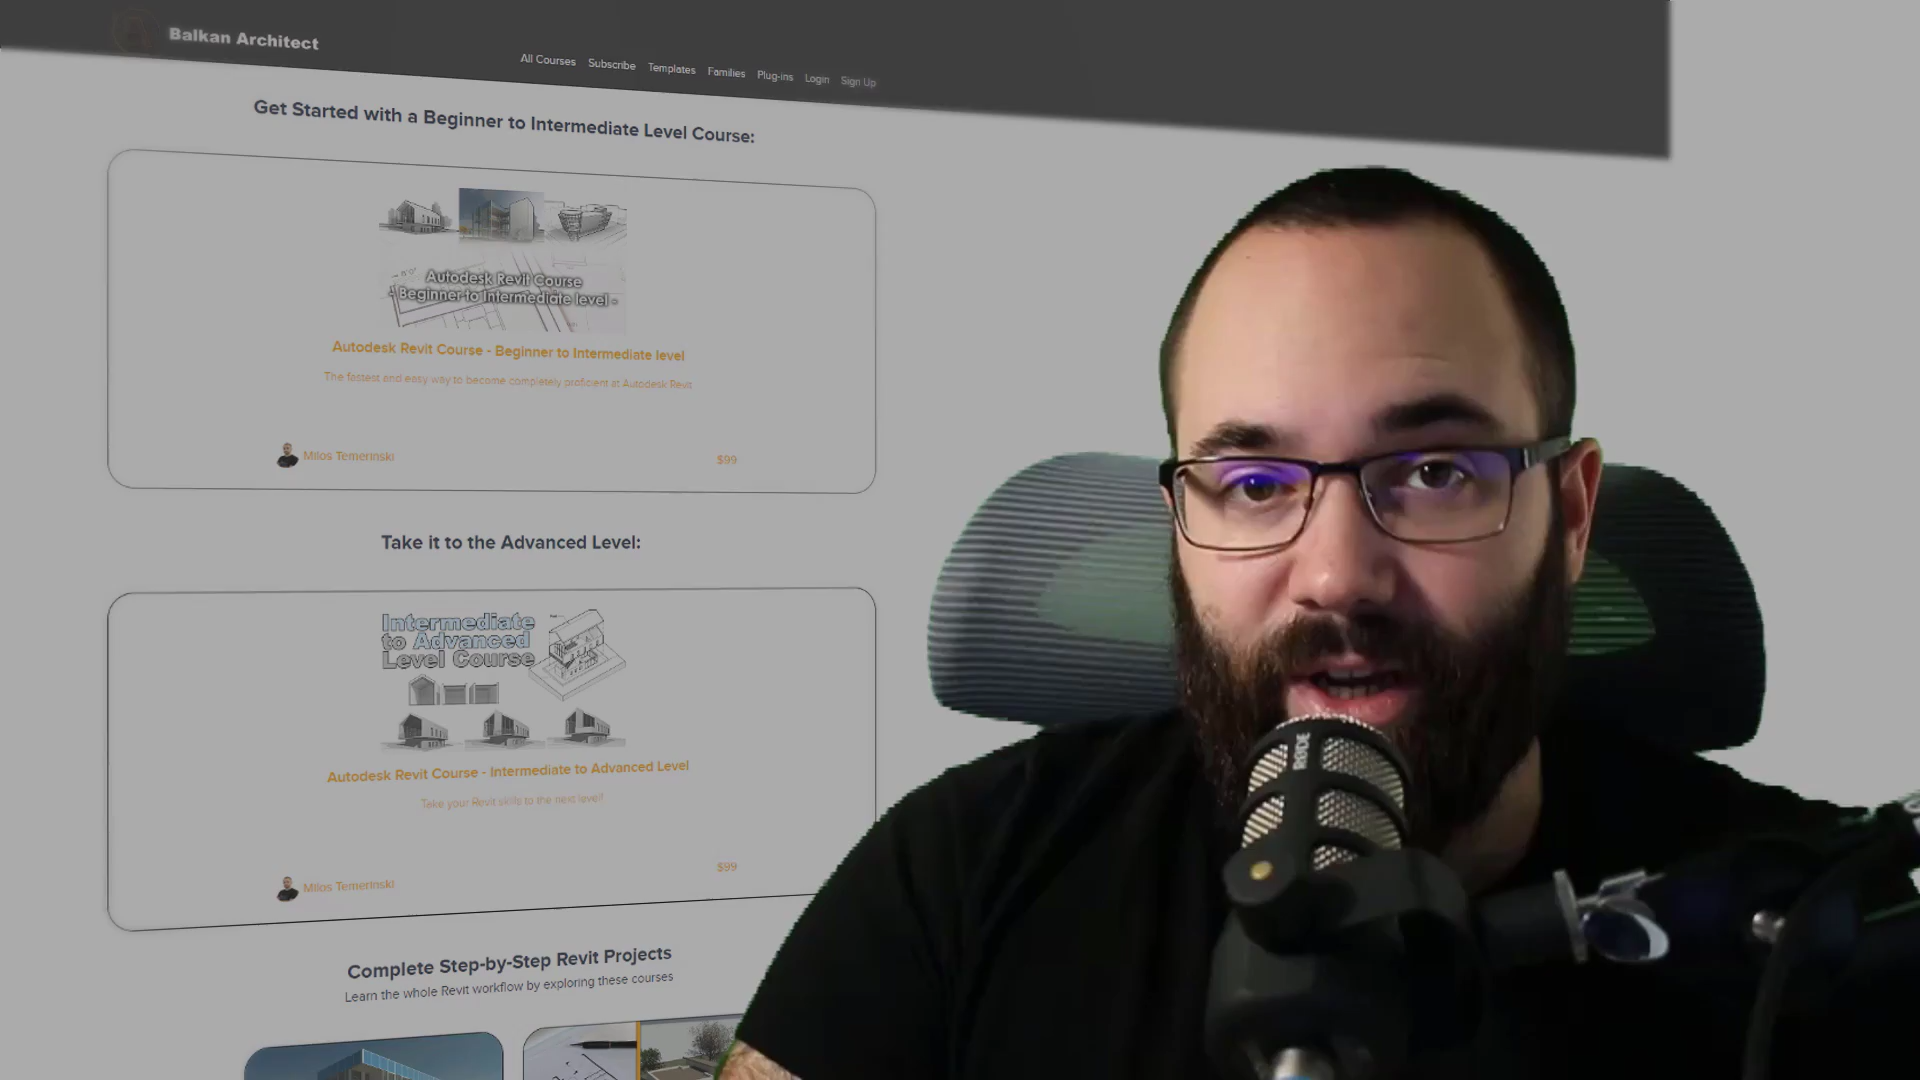 Balkan Architect
All Courses Subscribe Templates Families Plug-ins Login Sign Up
Get Started with a Beginner to Intermediate Level Course:
Autodesk Revit Course
- Beginner to Intermediate level -
Autodesk Revit Course - Beginner to Intermediate level
The fastest and easy way to become completely proficient at Autodesk Revit
Milos Temerinski
$99
Take it to the Advanced Level:
Intermediate
to Advanced
Level Course
Autodesk Revit Course - Intermediate to Advanced Level
Take your Revit skills to the next level!
Milos Temerinski
$99
Complete Step-by-Step Revit Projects
Learn the whole Revit workflow by exploring these courses
RØDE